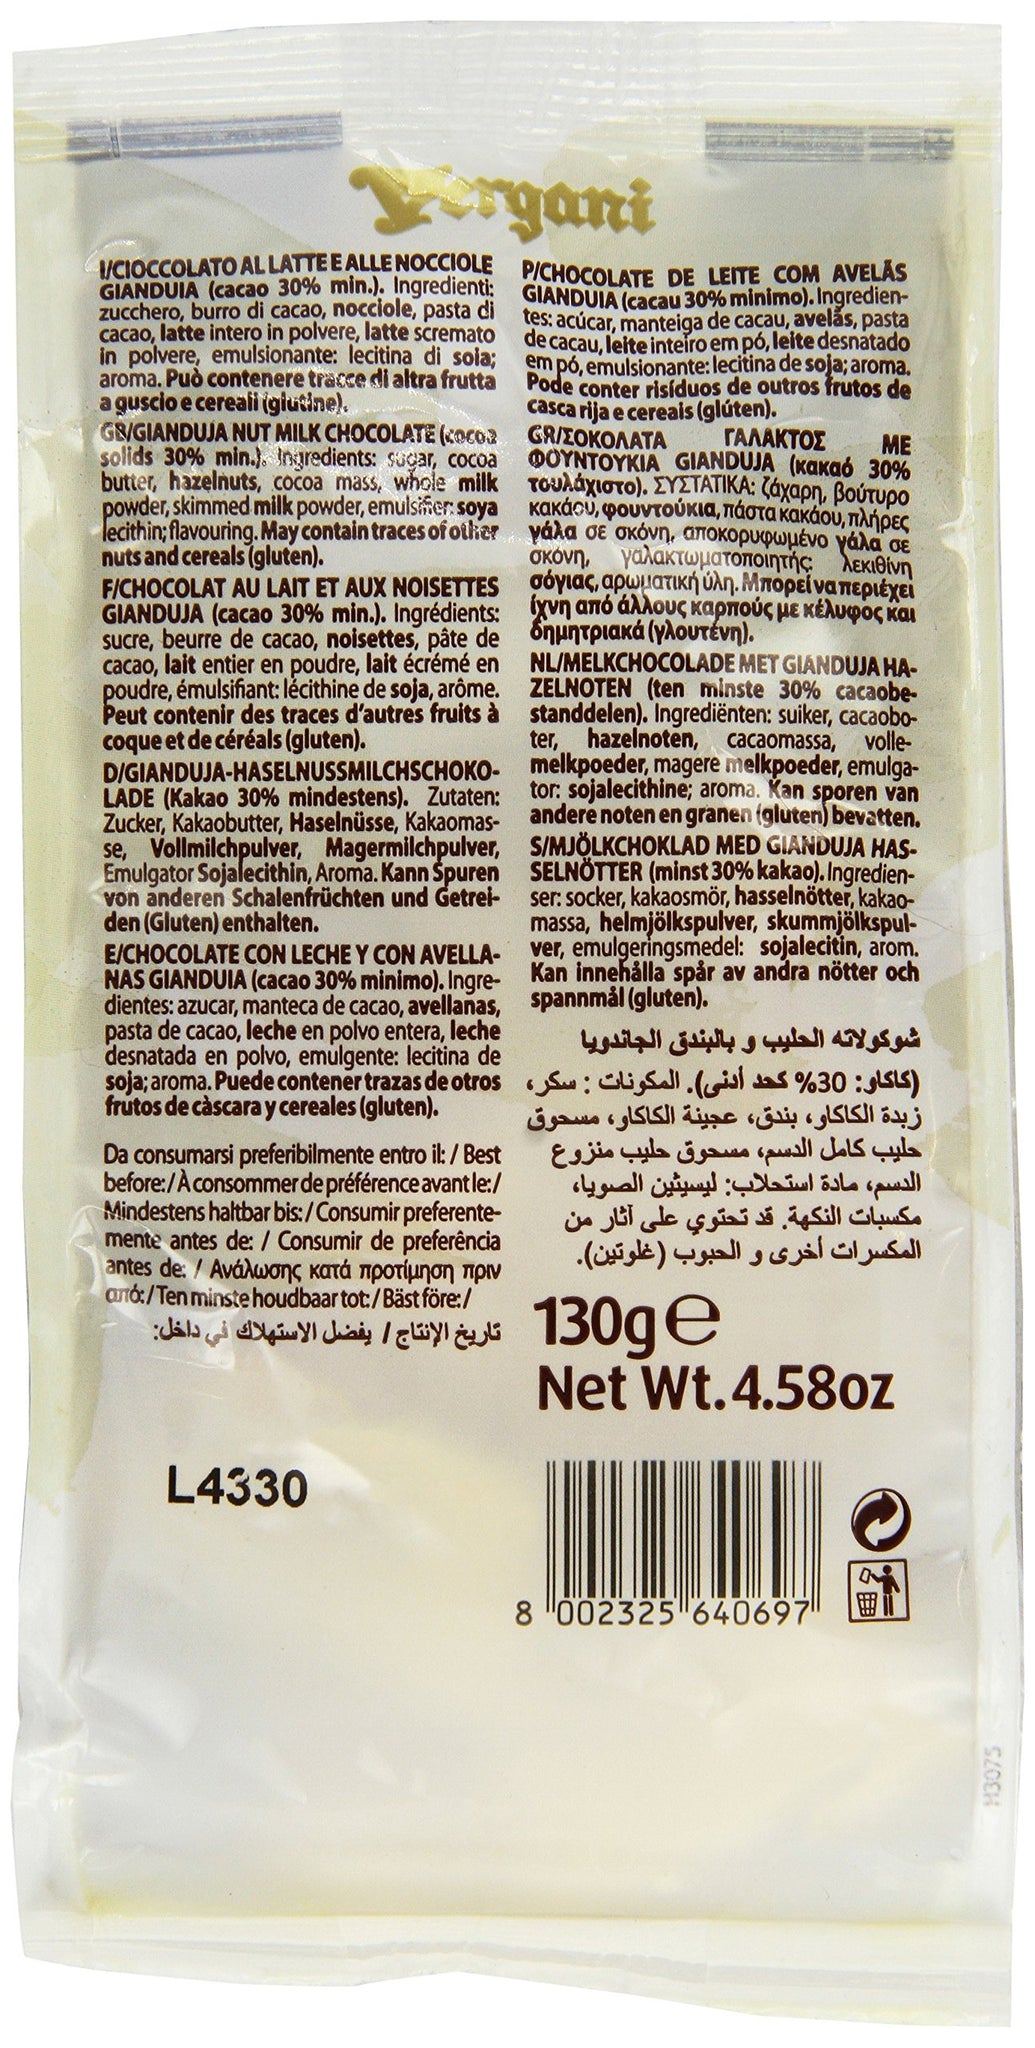 Vergani
I/CIOCCOLATO AL LATTE E ALLE NOCCIOLE
GIANDUIA (cacao 30% min.). Ingredienti:
zucchero, burro di cacao, nocciole, pasta di
cacao, latte intero in polvere, latte scremato
in polvere, emulsionante: lecitina di soia;
aroma. Può contenere tracce di altra frutta
a guscio e cereali (glutine).
GB/GIANDUJA NUT MILK CHOCOLATE (cocoa
solids 30% min.). Ingredients: sugar, cocoa
butter, hazelnuts, cocoa mass, whole milk
powder, skimmed milk powder, emulsifier: soya
lecithin; flavouring. May contain traces of other
nuts and cereals (gluten).
F/CHOCOLAT AU LAIT ET AUX NOISETTES
GIANDUJA (cacao 30% min.). Ingrédients:
sucre, beurre de cacao, noisettes, pâte de
cacao, lait entier en poudre, lait écrémé en
poudre, émulsifiant: lécithine de soja, arôme.
Peut contenir des traces d'autres fruits à
coque et de céréals (gluten).
D/GIANDUJA-HASELNUSSMILCHSCHOKO-
LADE (Kakao 30% mindestens). Zutaten:
Zucker, Kakaobutter, Haselnüsse, Kakaomas-
se, Vollmilchpulver, Magermilchpulver,
Emulgator Sojalecithin, Aroma. Kann Spuren
von anderen Schalenfrüchten und Getrei-
den (Gluten) enthalten.
E/CHOCOLATE CON LECHE Y CON AVELLA-
NAS GIANDUIA (cacao 30% minimo). Ingre-
dientes: azucar, manteca de cacao, avellanas,
pasta de cacao, leche en polvo entera, leche
desnatada en polvo, emulgente: lecitina de
soja; aroma. Puede contener trazas de otros
frutos de càscara y cereales (gluten).
Da consumarsi preferibilmente entro il: / Best
before: / À consommer de préférence avant le: /
Mindestens haltbar bis: / Consumir preferente-
mente antes de: / Consumir de preferência
antes de: / Ανάλωσης κατά προτίμηση πριν
από: / Ten minste houdbaar tot: / Bäst före: /
تاريخ الإنتاج / يفضل الاستهلاك في داخل:
L4330
P/CHOCOLATE DE LEITE COM AVELÃS
GIANDUIA (cacau 30% minimo). Ingredien-
tes: acúcar, manteiga de cacau, avelãs, pasta
de cacau, leite inteiro em pó, leite desnatado
em pó, emulsionante: lecitina de soja; aroma.
Pode conter risíduos de outros frutos de
casca rija e cereais (glúten).
GR/ΣΟΚΟΛΑΤΑ ΓΑΛΑΚΤΟΣ ΜΕ
ΦΟΥΝΤΟΥΚΙΑ GIANDUJA (κακαό 30%
τουλάχιστο). ΣΥΣΤΑΤΙΚΑ: ζάχαρη, βούτυρο
κακάου, φουντούκια, πάστα κακάου, πλήρες
γάλα σε σκόνη, αποκορυφωμένο γάλα σε
σκόνη, γαλακτωματοποιητής: λεκιθίνη
σόγιας, αρωματική ύλη. Μπορεί να περιέχει
ίχνη από άλλους καρπούς με κέλυφος και
δημητριακά (γλουτένη).
NL/MELKCHOCOLADE MET GIANDUJA HA-
ZELNOTEN (ten minste 30% cacaobe-
standdelen). Ingrediënten: suiker, cacaobo-
ter, hazelnoten, cacaomassa, volle-
melkpoeder, magere melkpoeder, emulga-
tor: sojalecithine; aroma. Kan sporen van
andere noten en granen (gluten) bevatten.
S/MJÖLKCHOKLAD MED GIANDUJA HAS-
SELNÖTTER (minst 30% kakao). Ingredien-
ser: socker, kakaosmör, hasselnötter, kakao-
massa, helmjölkspulver, skummjölkspul-
ver, emulgeringsmedel: sojalecitin, arom.
Kan innehålla spår av andra nötter och
spannmål (gluten).
شوكولاته الحليب و بالبندق الجاندويا
(كاكاو: 30% كحد أدنى). المكونات : سكر،
زبدة الكاكاو، بندق، عجينة الكاكاو، مسحوق
حليب كامل الدسم، مسحوق حليب منزوع
الدسم، مادة استحلاب: ليسيثين الصويا،
مكسبات النكهة. قد تحتوي على آثار من
المكسرات أخرى و الحبوب (غلوتين).
130g e
Net Wt. 4.58oz
8 002325 640697
H3075